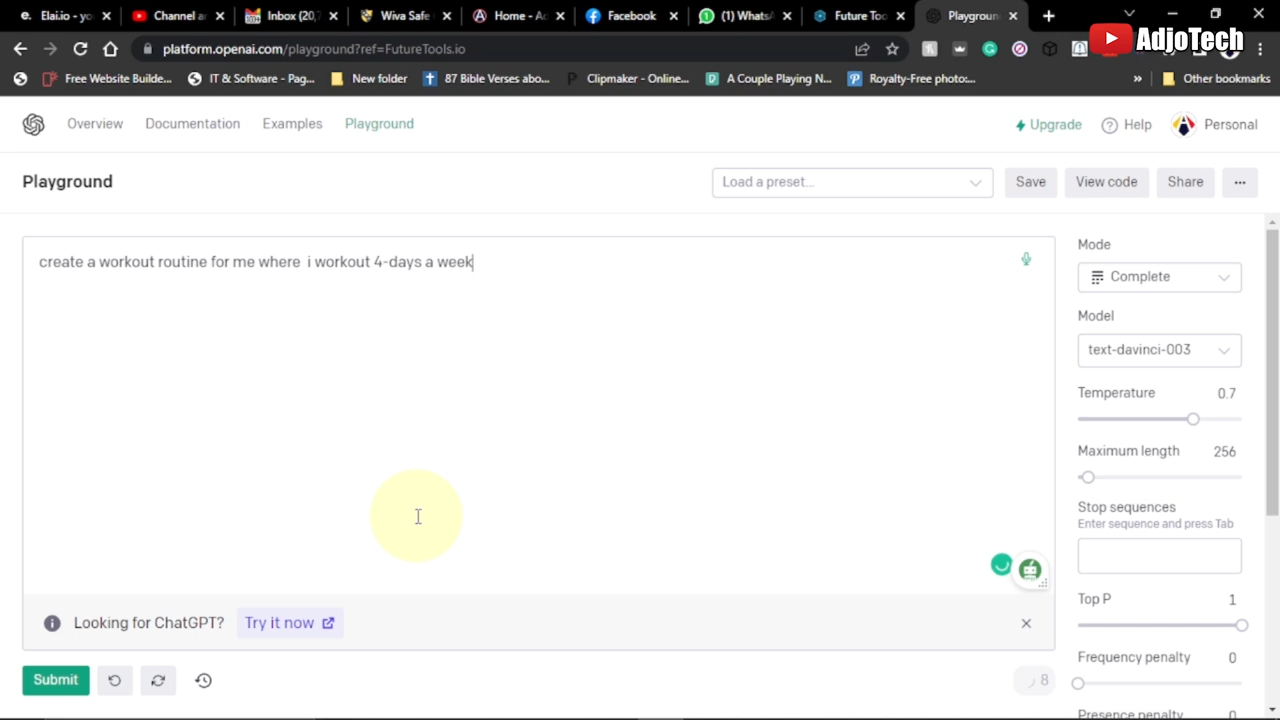 Elai.io v
Channel a
Inbox (20,7
Wiva Safe
Home - Ac
Facebook
(1) WhatsA
Future Too
Playground
platform.openai.com/playground?ref=FutureTools.io
AdjoTech
Free Website Builde...
IT & Software - Pag...
New folder
87 Bible Verses abo...
Clipmaker - Online...
A Couple Playing N...
Royalty-Free photo:...
»
Other bookmarks
Overview
Documentation
Examples
Playground
Upgrade
Help
Personal
Playground
Load a preset...
Save
View code
Share
...
create a workout routine for me where  i workout 4-days a week
Mode
Complete
Model
text-davinci-003
Temperature 0.7
Maximum length 256
Stop sequences
Enter sequence and press Tab
Top P 1
Looking for ChatGPT? Try it now
Frequency penalty 0
Submit
8
Presence penalty 0